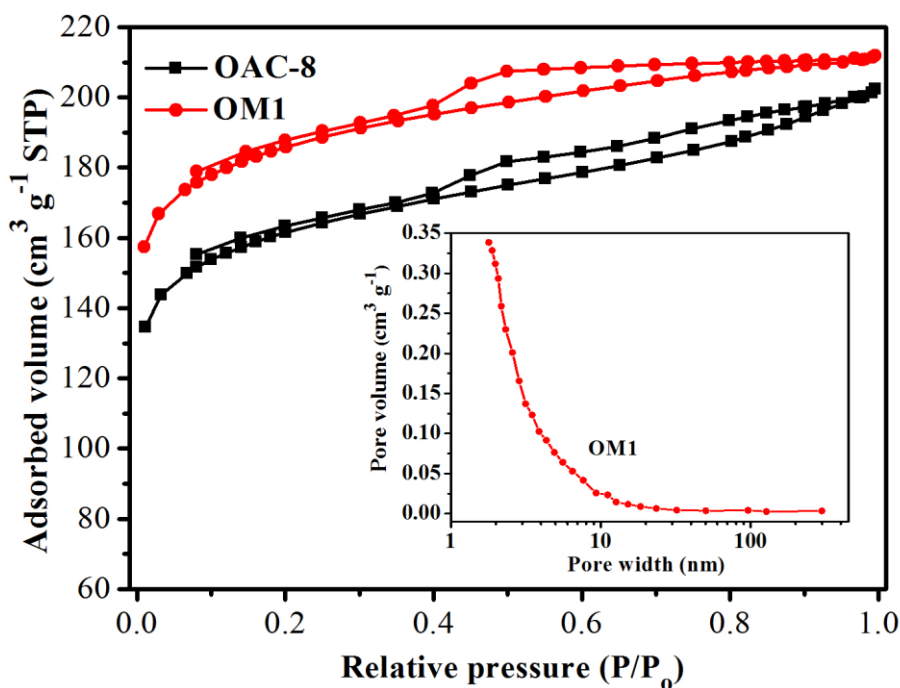 220
200
180
160
140
120
100
80
60
Adsorbed volume (cm³ g⁻¹ STP)
OAC-8
OM1
0.35
0.30
0.25
0.20
0.15
0.10
0.05
0.00
Pore volume (cm³ g⁻¹)
OM1
1 10 100
Pore width (nm)
0.0 0.2 0.4 0.6 0.8 1.0
Relative pressure (P/Pₒ)